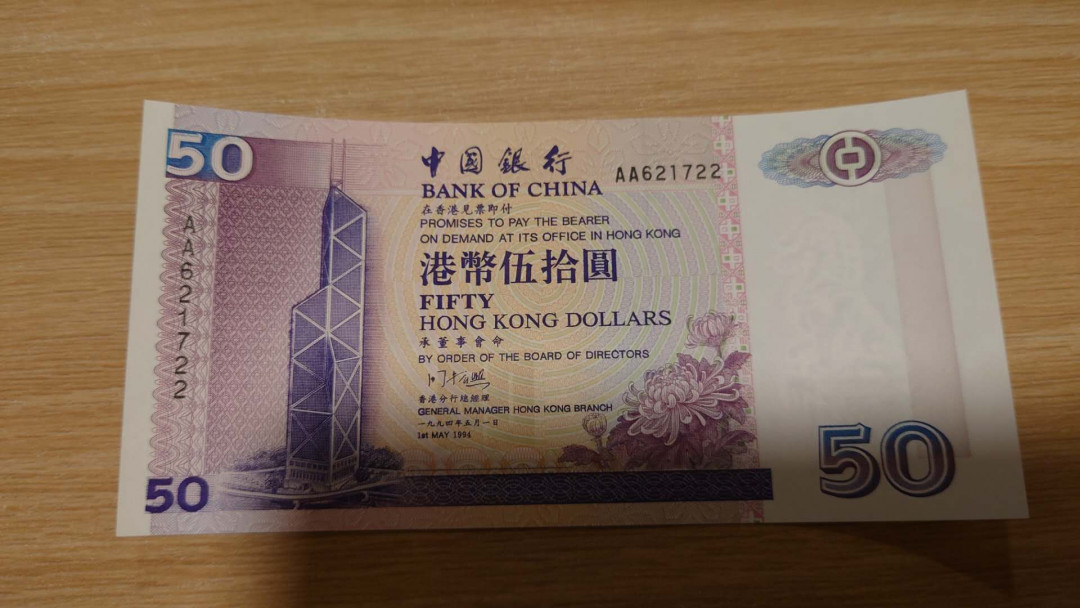 50
中國銀行
BANK OF CHINA
AA621722
在香港見票即付
PROMISES TO PAY THE BEARER
ON DEMAND AT ITS OFFICE IN HONG KONG
港幣伍拾圓
FIFTY
HONG KONG DOLLARS
承董事會命
BY ORDER OF THE BOARD OF DIRECTORS
香港分行總經理
GENERAL MANAGER HONG KONG BRANCH
一九九四年五月一日
1st MAY 1994
AA621722
50
50